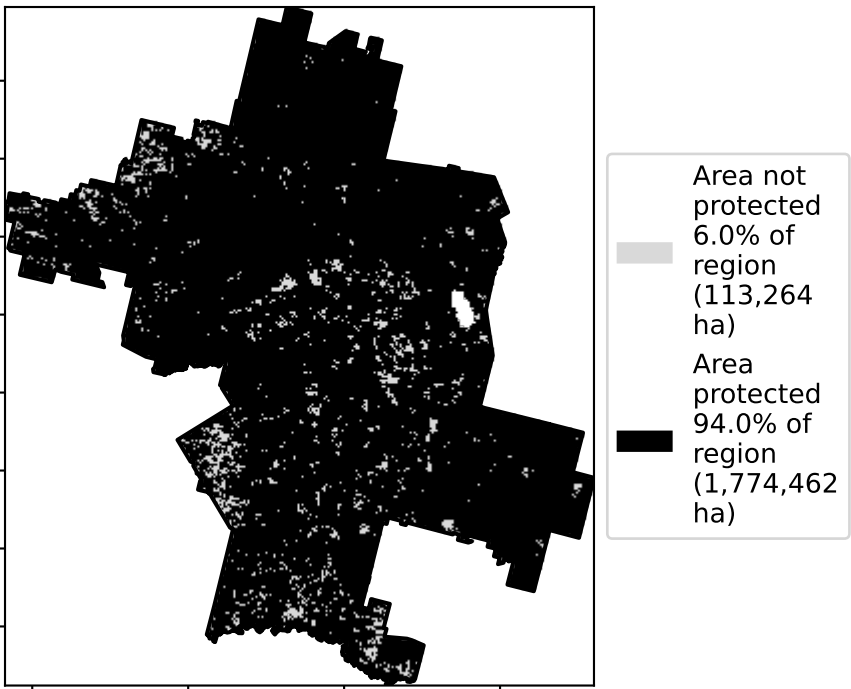 Area not
protected
6.0% of
region
(113,264
ha)
Area
protected
94.0% of
region
(1,774,462
ha)